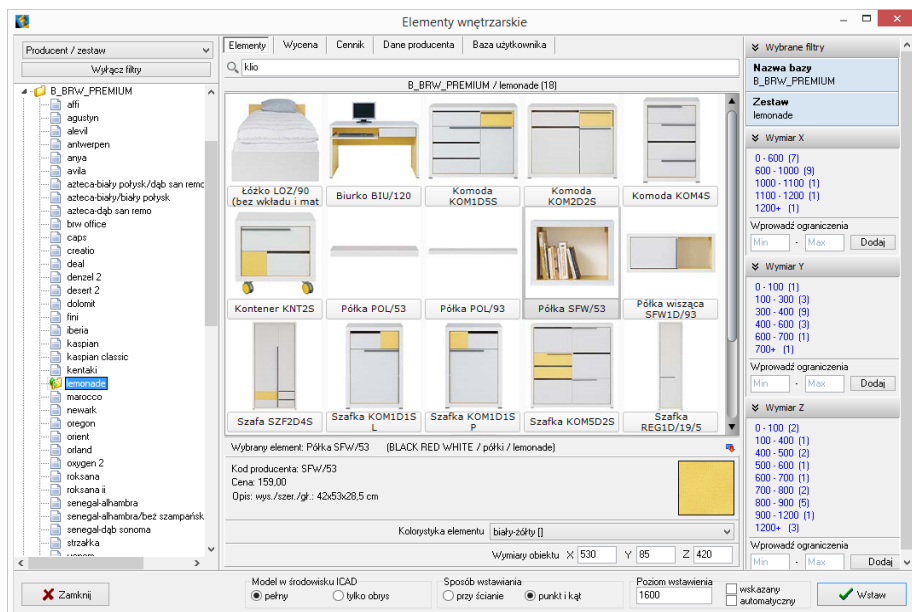 Elementy wnętrzarskie
Producent / zestaw
Wyłącz filtry
B_BRW_PREMIUM
alfi
agustyn
alevil
antwerpen
anya
avila
azteca-biały połysk/dąb san remo
azteca-biały/biały połysk
azteca-dąb san remo
brw office
caps
creatio
deal
denzel 2
desert 2
dolomit
fini
iberia
kaspian
kaspian classic
kentaki
lemonade
marocco
newark
oregon
orient
orland
oxygen 2
roksana
roksana ii
senegal-alhambra
senegal-alhambra/beż szampańsk
senegal-dąb sonoma
strzałka
Zamknij
Elementy Wycena Cennik Dane producenta Baza użytkownika
klio
B_BRW_PREMIUM / lemonade (18)
Łóżko LOZ/90 (bez wkładu i mat
Biurko BIU/120
Komoda KOM1D5S
Komoda KOM2D2S
Komoda KOM4S
Kontener KNT2S
Półka POL/53
Półka POL/93
Półka SFW/53
Półka wisząca SFW1D/93
Szafa SZF2D4S
Szafka KOM1D1S L
Szafka KOM1D1S P
Szafka KOM5D2S
Szafka REG1D/19/5
Wybrany element: Półka SFW/53 (BLACK RED WHITE / półki / lemonade)
Kod producenta: SFW/53
Cena: 159,00
Opis: wys./szer./gł.: 42x53x28,5 cm
Kolorystyka elementu biały-żółty []
Wymiary obiektu X 530 Y 85 Z 420
Wybrane filtry
Nazwa bazy
B_BRW_PREMIUM
Zestaw
lemonade
Wymiar X
0 - 600 (7)
600 - 1000 (9)
1000 - 1100 (1)
1100 - 1200 (1)
1200+ (1)
Wprowadź ograniczenia
Min - Max Dodaj
Wymiar Y
0 - 100 (1)
100 - 300 (3)
300 - 400 (9)
400 - 600 (3)
600 - 700 (1)
700+ (1)
Wprowadź ograniczenia
Min - Max Dodaj
Wymiar Z
0 - 100 (2)
100 - 400 (1)
400 - 500 (2)
500 - 600 (1)
600 - 700 (1)
700 - 800 (2)
800 - 900 (5)
900 - 1200 (1)
1200+ (3)
Wprowadź ograniczenia
Min - Max Dodaj
Model w środowisku ICAD
pełny tylko obrys
Sposób wstawiania
przy ścianie punkt i kąt
Poziom wstawienia
1600
wskazany
automatyczny
Wstaw